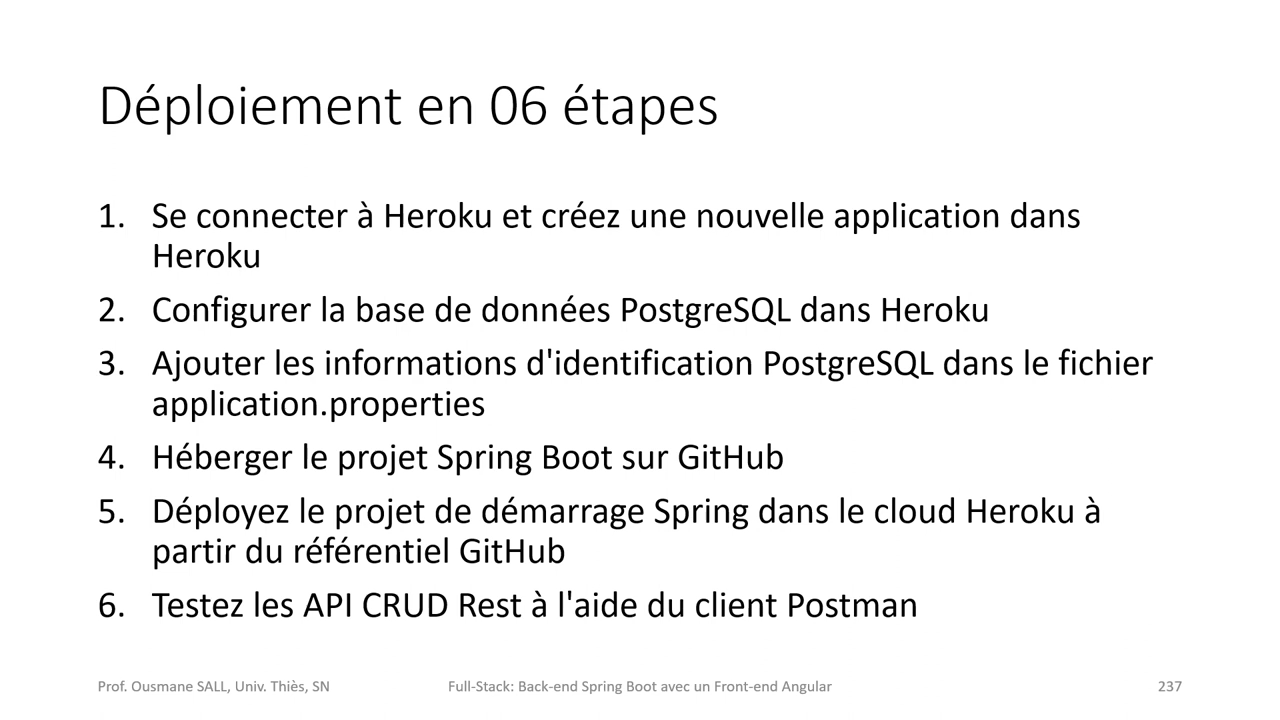 Déploiement en 06 étapes
1. Se connecter à Heroku et créez une nouvelle application dans
Heroku
2. Configurer la base de données PostgreSQL dans Heroku
3. Ajouter les informations d'identification PostgreSQL dans le fichier
application.properties
4. Héberger le projet Spring Boot sur GitHub
5. Déployez le projet de démarrage Spring dans le cloud Heroku à
partir du référentiel GitHub
6. Testez les API CRUD Rest à l'aide du client Postman
Prof. Ousmane SALL, Univ. Thiès, SN
Full-Stack: Back-end Spring Boot avec un Front-end Angular
237